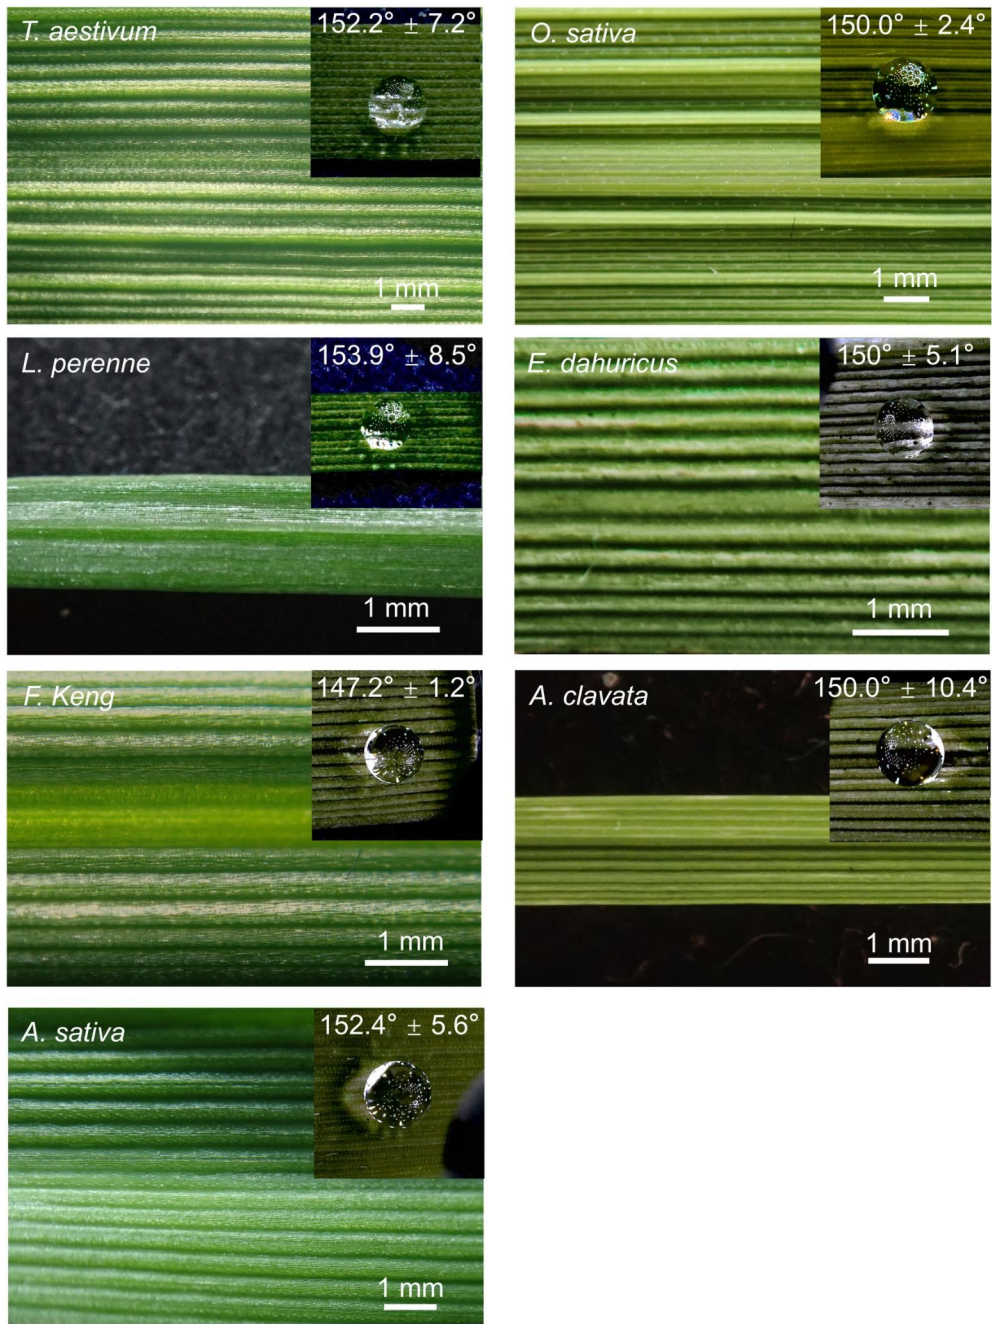 T. aestivum
152.2° ± 7.2°
1 mm
O. sativa
150.0° ± 2.4°
1 mm
L. perenne
153.9° ± 8.5°
1 mm
E. dahuricus
150° ± 5.1°
1 mm
F. Keng
147.2° ± 1.2°
1 mm
A. clavata
150.0° ± 10.4°
1 mm
A. sativa
152.4° ± 5.6°
1 mm